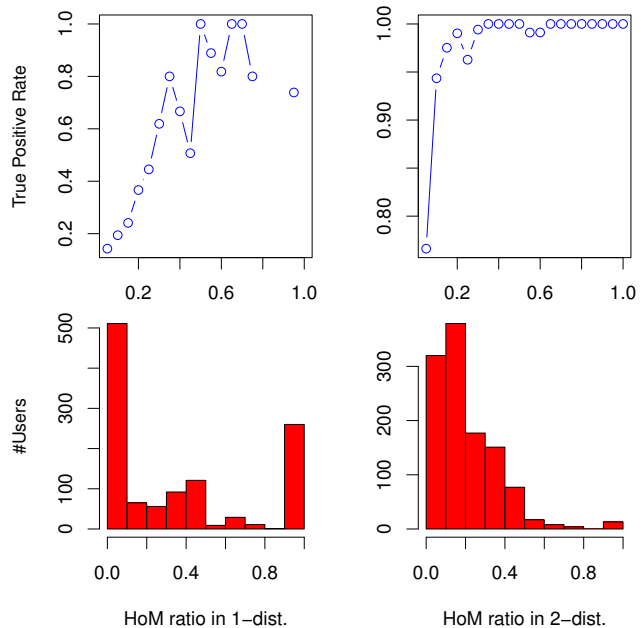 True Positive Rate
0.2 0.4 0.6 0.8 1.0
0.2 0.6 1.0
0.80 0.90 1.00
0.2 0.6 1.0
#Users
0 100 300 500
0.0 0.4 0.8
HoM ratio in 1−dist.
0 100 300
0.0 0.4 0.8
HoM ratio in 2−dist.